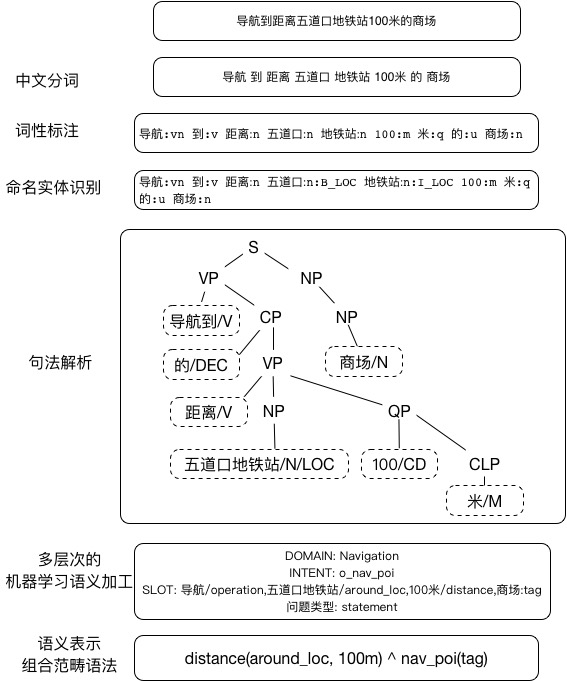 导航到距离五道口地铁站100米的商场
中文分词
导航 到 距离 五道口 地铁站 100米 的 商场
词性标注
导航:vn 到:v 距离:n 五道口:n 地铁站:n 100:m 米:q 的:u 商场:n
命名实体识别
导航:vn 到:v 距离:n 五道口:n:B_LOC 地铁站:n:I_LOC 100:m 米:q
的:u 商场:n
句法解析
S
VP NP
导航到/V CP NP
的/DEC VP 商场/N
距离/V NP QP
五道口地铁站/N/LOC 100/CD CLP
米/M
多层次的
机器学习语义加工
DOMAIN: Navigation
INTENT: o_nav_poi
SLOT: 导航/operation,五道口地铁站/around_loc,100米/distance,商场:tag
问题类型: statement
语义表示
组合范畴语法
distance(around_loc, 100m) ^ nav_poi(tag)